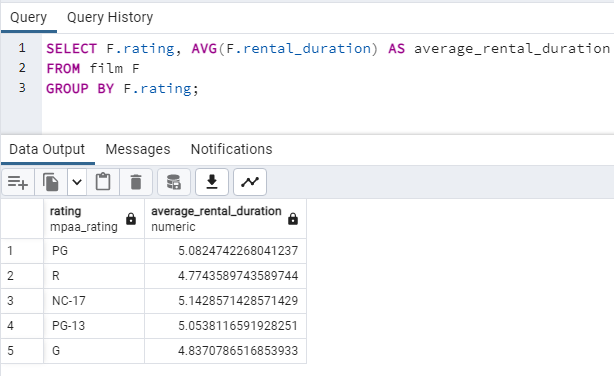 Query Query History
1 SELECT F.rating, AVG(F.rental_duration) AS average_rental_duration
2 FROM film F
3 GROUP BY F.rating;
Data Output Messages Notifications
rating average_rental_duration
mpaa_rating numeric
1 PG 5.0824742268041237
2 R 4.7743589743589744
3 NC-17 5.1428571428571429
4 PG-13 5.0538116591928251
5 G 4.8370786516853933